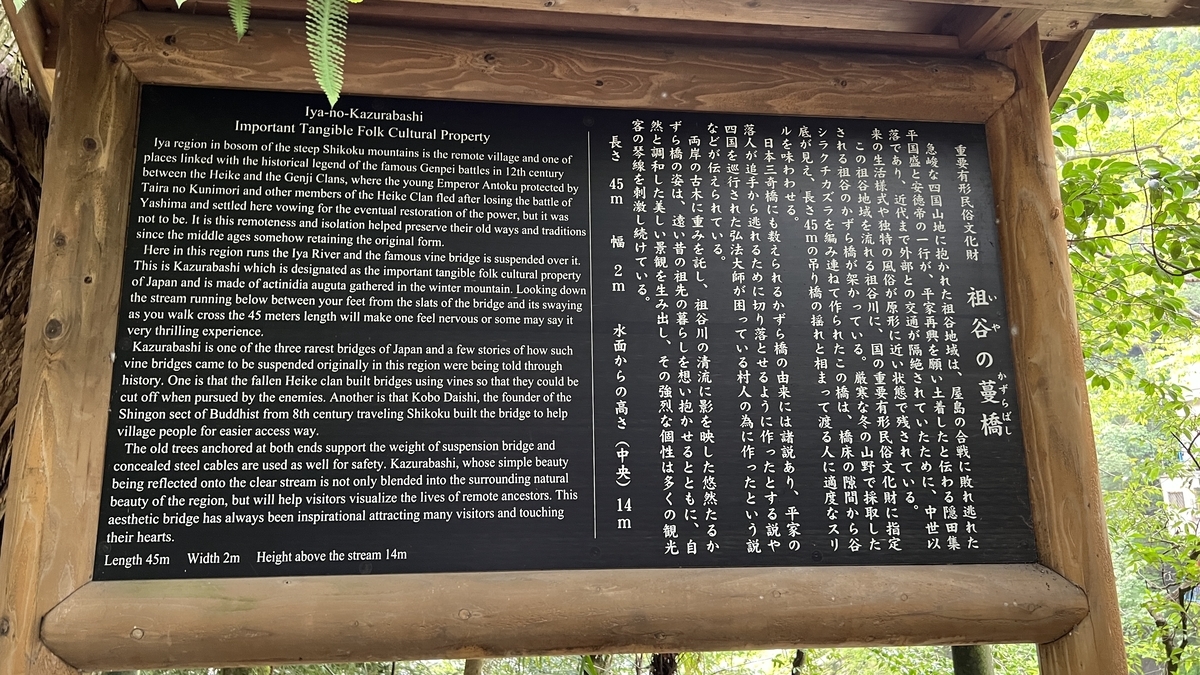 Iya-no-Kazurabashi
Important Tangible Folk Cultural Property
Iya region in bosom of the steep Shikoku mountains is the remote village and one of
places linked with the historical legend of the famous Genpei battles in 12th century
between the Heike and the Genji Clans, where the young Emperor Antoku protected by
Taira no Kunimori and other members of the Heike Clan fled after losing the battle of
Yashima and settled here vowing for the eventual restoration of the power, but it was
not to be. It is this remoteness and isolation helped preserve their old ways and traditions
since the middle ages somehow retaining the original form.
Here in this region runs the Iya River and the famous vine bridge is suspended over it.
This is Kazurabashi which is designated as the important tangible folk cultural property
of Japan and is made of actinidia auguta gathered in the winter mountain. Looking down
the stream running below between your feet from the slats of the bridge and its swaying
as you walk cross the 45 meters length will make one feel nervous or some may say it
very thrilling experience.
Kazurabashi is one of the three rarest bridges of Japan and a few stories of how such
vine bridges came to be suspended originally in this region were being told through
history. One is that the fallen Heike clan built bridges using vines so that they could be
cut off when pursued by the enemies. Another is that Kobo Daishi, the founder of the
Shingon sect of Buddhist from 8th century traveling Shikoku built the bridge to help
village people for easier access way.
The old trees anchored at both ends support the weight of suspension bridge and
concealed steel cables are used as well for safety. Kazurabashi, whose simple beauty
being reflected onto the clear stream is not only blended into the surrounding natural
beauty of the region, but will help visitors visualize the lives of remote ancestors. This
aesthetic bridge has always been inspirational attracting many visitors and touching
their hearts.
Length 45m Width 2m Height above the stream 14m
祖谷の蔓橋
いや かずらばし
重要有形民俗文化財
急峻な四国山地に抱かれた祖谷地域は、屋島の合戦に敗れ逃れた
平国盛と安徳帝の一行が、平家再興を願い土着したと伝わる隠田集
落であり、近代まで外部との交通が隔絶されていたために、中世以
来の生活様式や独特の風俗が原形に近い状態で残されている。
この祖谷地域を流れる祖谷川に、国の重要有形民俗文化財に指定
される祖谷のかずら橋が架かっている。厳寒な冬の山野で採取した
シラクチカズラを編み連ねて作られたこの橋は、橋床の隙間から谷
底が見え、長さ45mの吊り橋の揺れと相まって渡る人に適度なスリ
ルを味わわせる。
日本三奇橋にも数えられるかずら橋の由来には諸説あり、平家の
落人が追手から逃れるために切り落とせるように作ったとする説や
四国を巡行された弘法大師が困っている村人の為に作ったという説
などが伝えられている。
両岸の古木に重みを託し、祖谷川の清流に影を映した悠然たるか
ずら橋の姿は、遠い昔の祖先の暮らしを想い抱かせるとともに、自
然と調和した美しい景観を生み出し、その強烈な個性は多くの観光
客の琴線を刺激し続けている。
長さ 45m 幅 2m 水面からの高さ（中央）14m